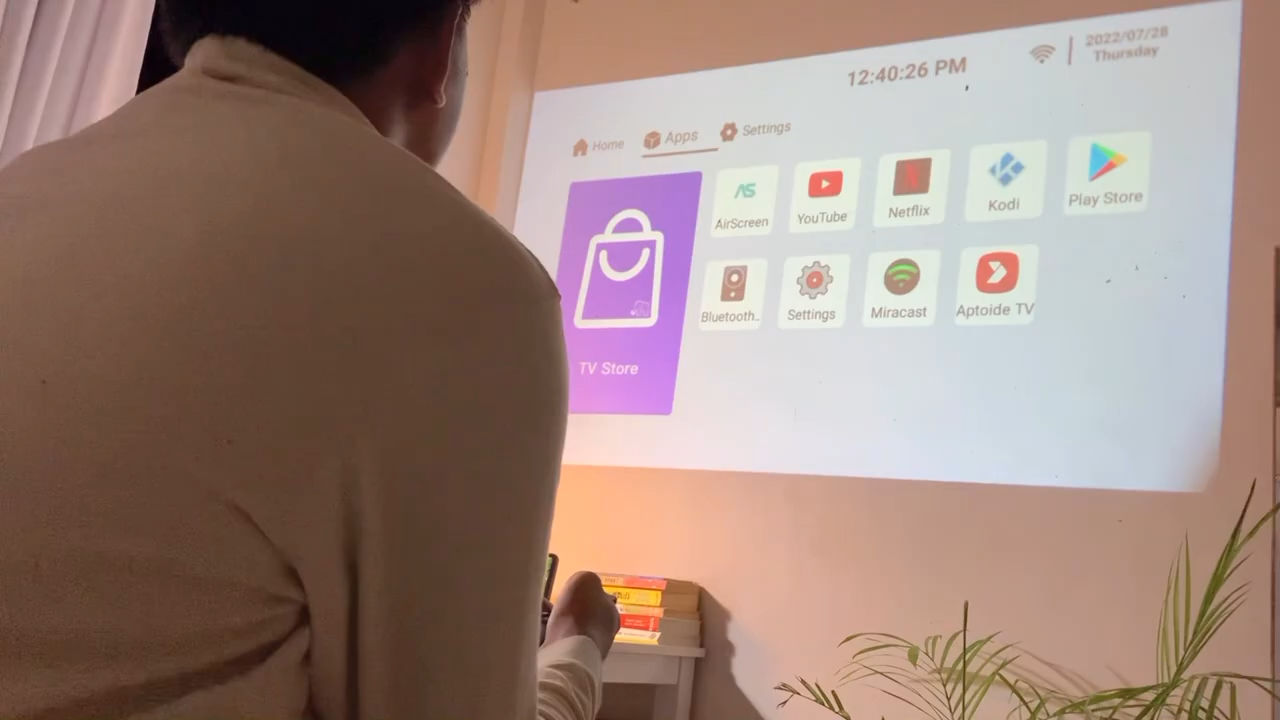 12:40:26 PM
2022/07/28
Thursday
Home
Apps
Settings
TV Store
AS
AirScreen
YouTube
Netflix
Kodi
Play Store
Bluetooth..
Settings
Miracast
Aptoide TV